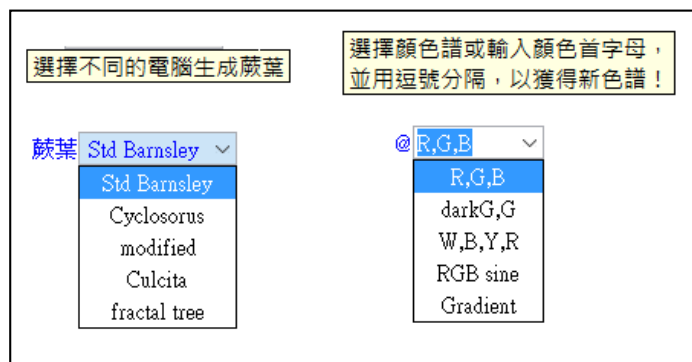 選擇不同的電腦生成蕨葉
選擇顏色譜或輸入顏色首字母，
並用逗號分隔，以獲得新色譜！
蕨葉 Std Barnsley
Std Barnsley
Cyclosorus
modified
Culcita
fractal tree
@ R,G,B
R,G,B
darkG,G
W,B,Y,R
RGB sine
Gradient